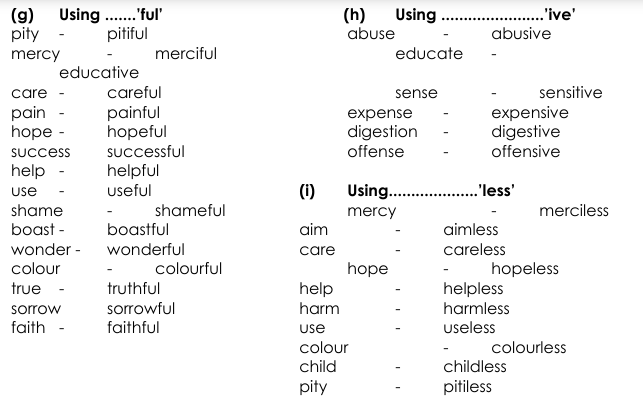 (g) Using .......'ful'
pity - pitiful
mercy - merciful
educative
care - careful
pain - painful
hope - hopeful
success successful
help - helpful
use - useful
shame - shameful
boast - boastful
wonder - wonderful
colour - colourful
true - truthful
sorrow sorrowful
faith - faithful
(h) Using ......................'ive'
abuse - abusive
educate -
sense - sensitive
expense - expensive
digestion - digestive
offense - offensive
(i) Using....................'less'
mercy - merciless
aim - aimless
care - careless
hope - hopeless
help - helpless
harm - harmless
use - useless
colour - colourless
child - childless
pity - pitiless